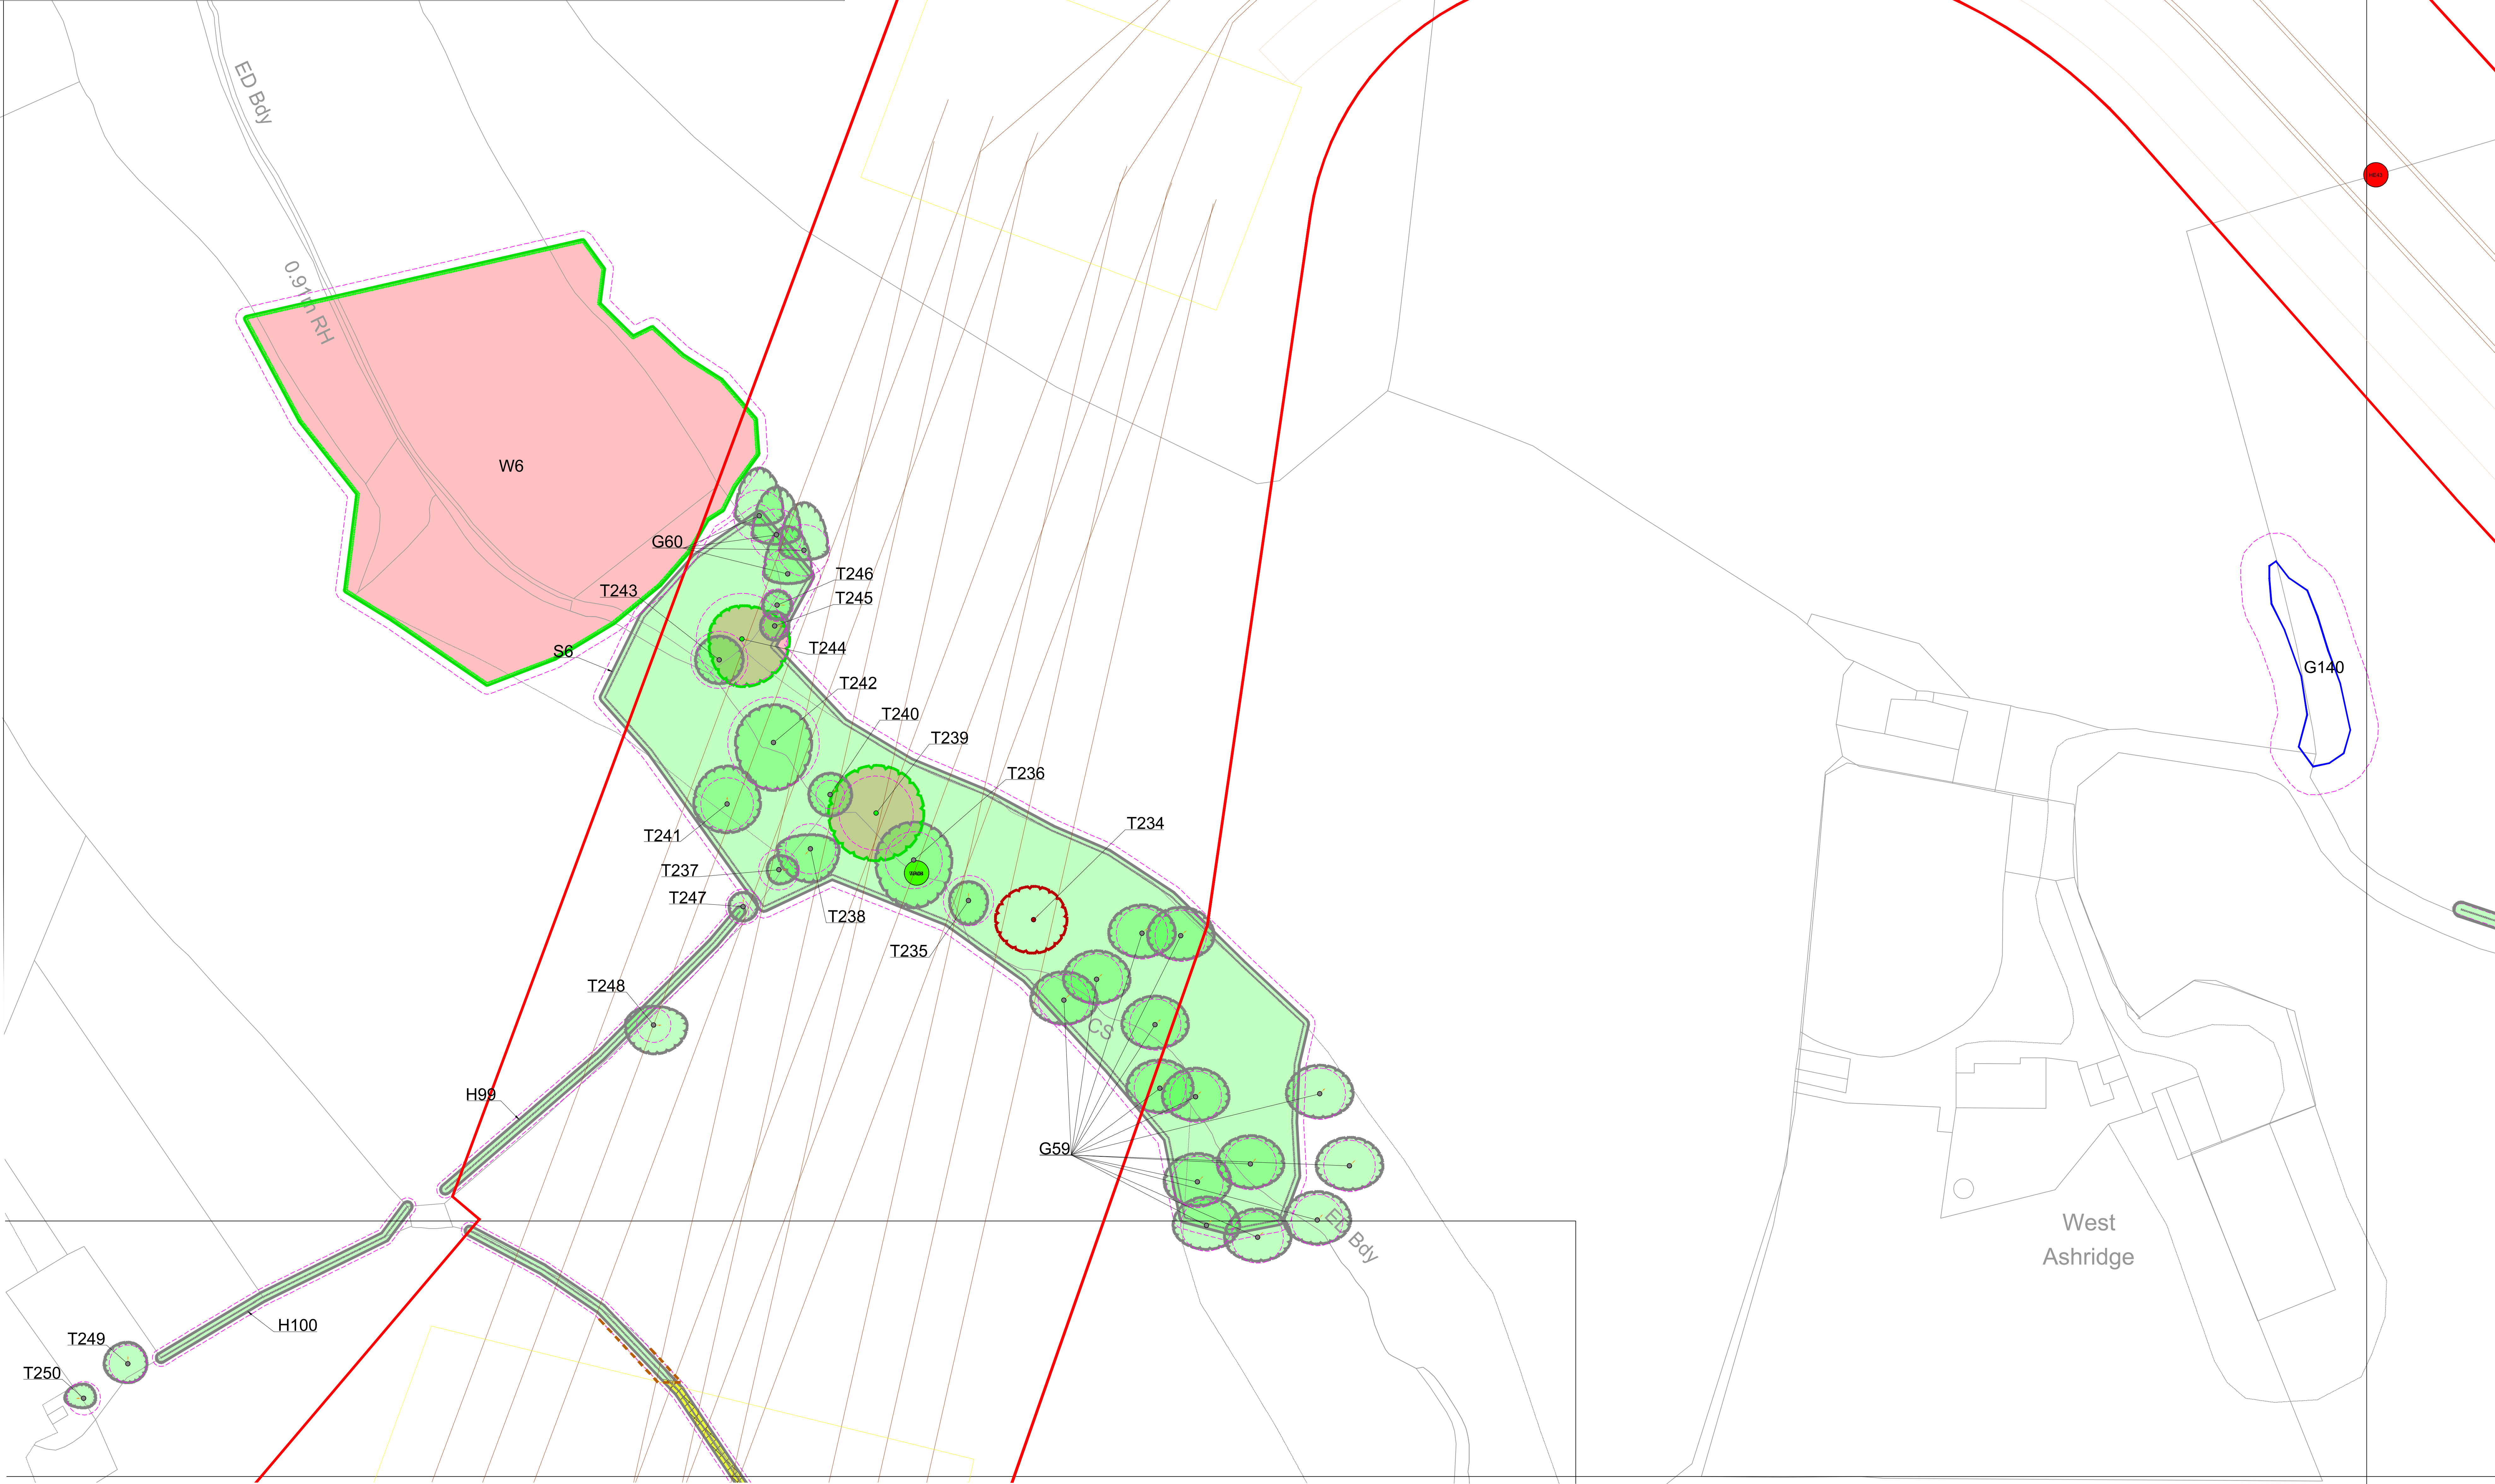 ED Bdy
0.91m RH
W6
G60
T246
T243
T245
T244
S6
G140
T242
T240
T239
T236
T234
T241
T237
T247
T238
T235
T248
CS
H99
G59
West
Ashridge
ED Bdy
H100
T249
T250